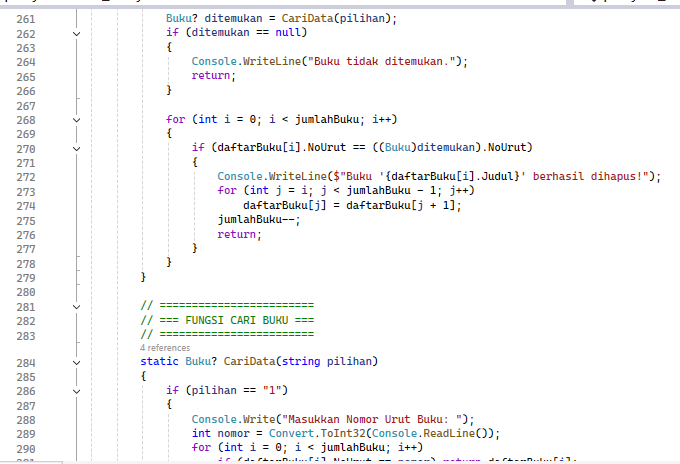 261 Buku? ditemukan = CariData(pilihan);
262 if (ditemukan == null)
263 {
264 Console.WriteLine("Buku tidak ditemukan.");
265 return;
266 }
267
268 for (int i = 0; i < jumlahBuku; i++)
269 {
270 if (daftarBuku[i].NoUrut == ((Buku)ditemukan).NoUrut)
271 {
272 Console.WriteLine($"Buku '{daftarBuku[i].Judul}' berhasil dihapus!");
273 for (int j = i; j < jumlahBuku - 1; j++)
274 daftarBuku[j] = daftarBuku[j + 1];
275 jumlahBuku--;
276 return;
277 }
278 }
279 }
280
281 // ========================
282 // === FUNGSI CARI BUKU ===
283 // ========================
4 references
284 static Buku? CariData(string pilihan)
285 {
286 if (pilihan == "1")
287 {
288 Console.Write("Masukkan Nomor Urut Buku: ");
289 int nomor = Convert.ToInt32(Console.ReadLine());
290 for (int i = 0; i < jumlahBuku; i++)